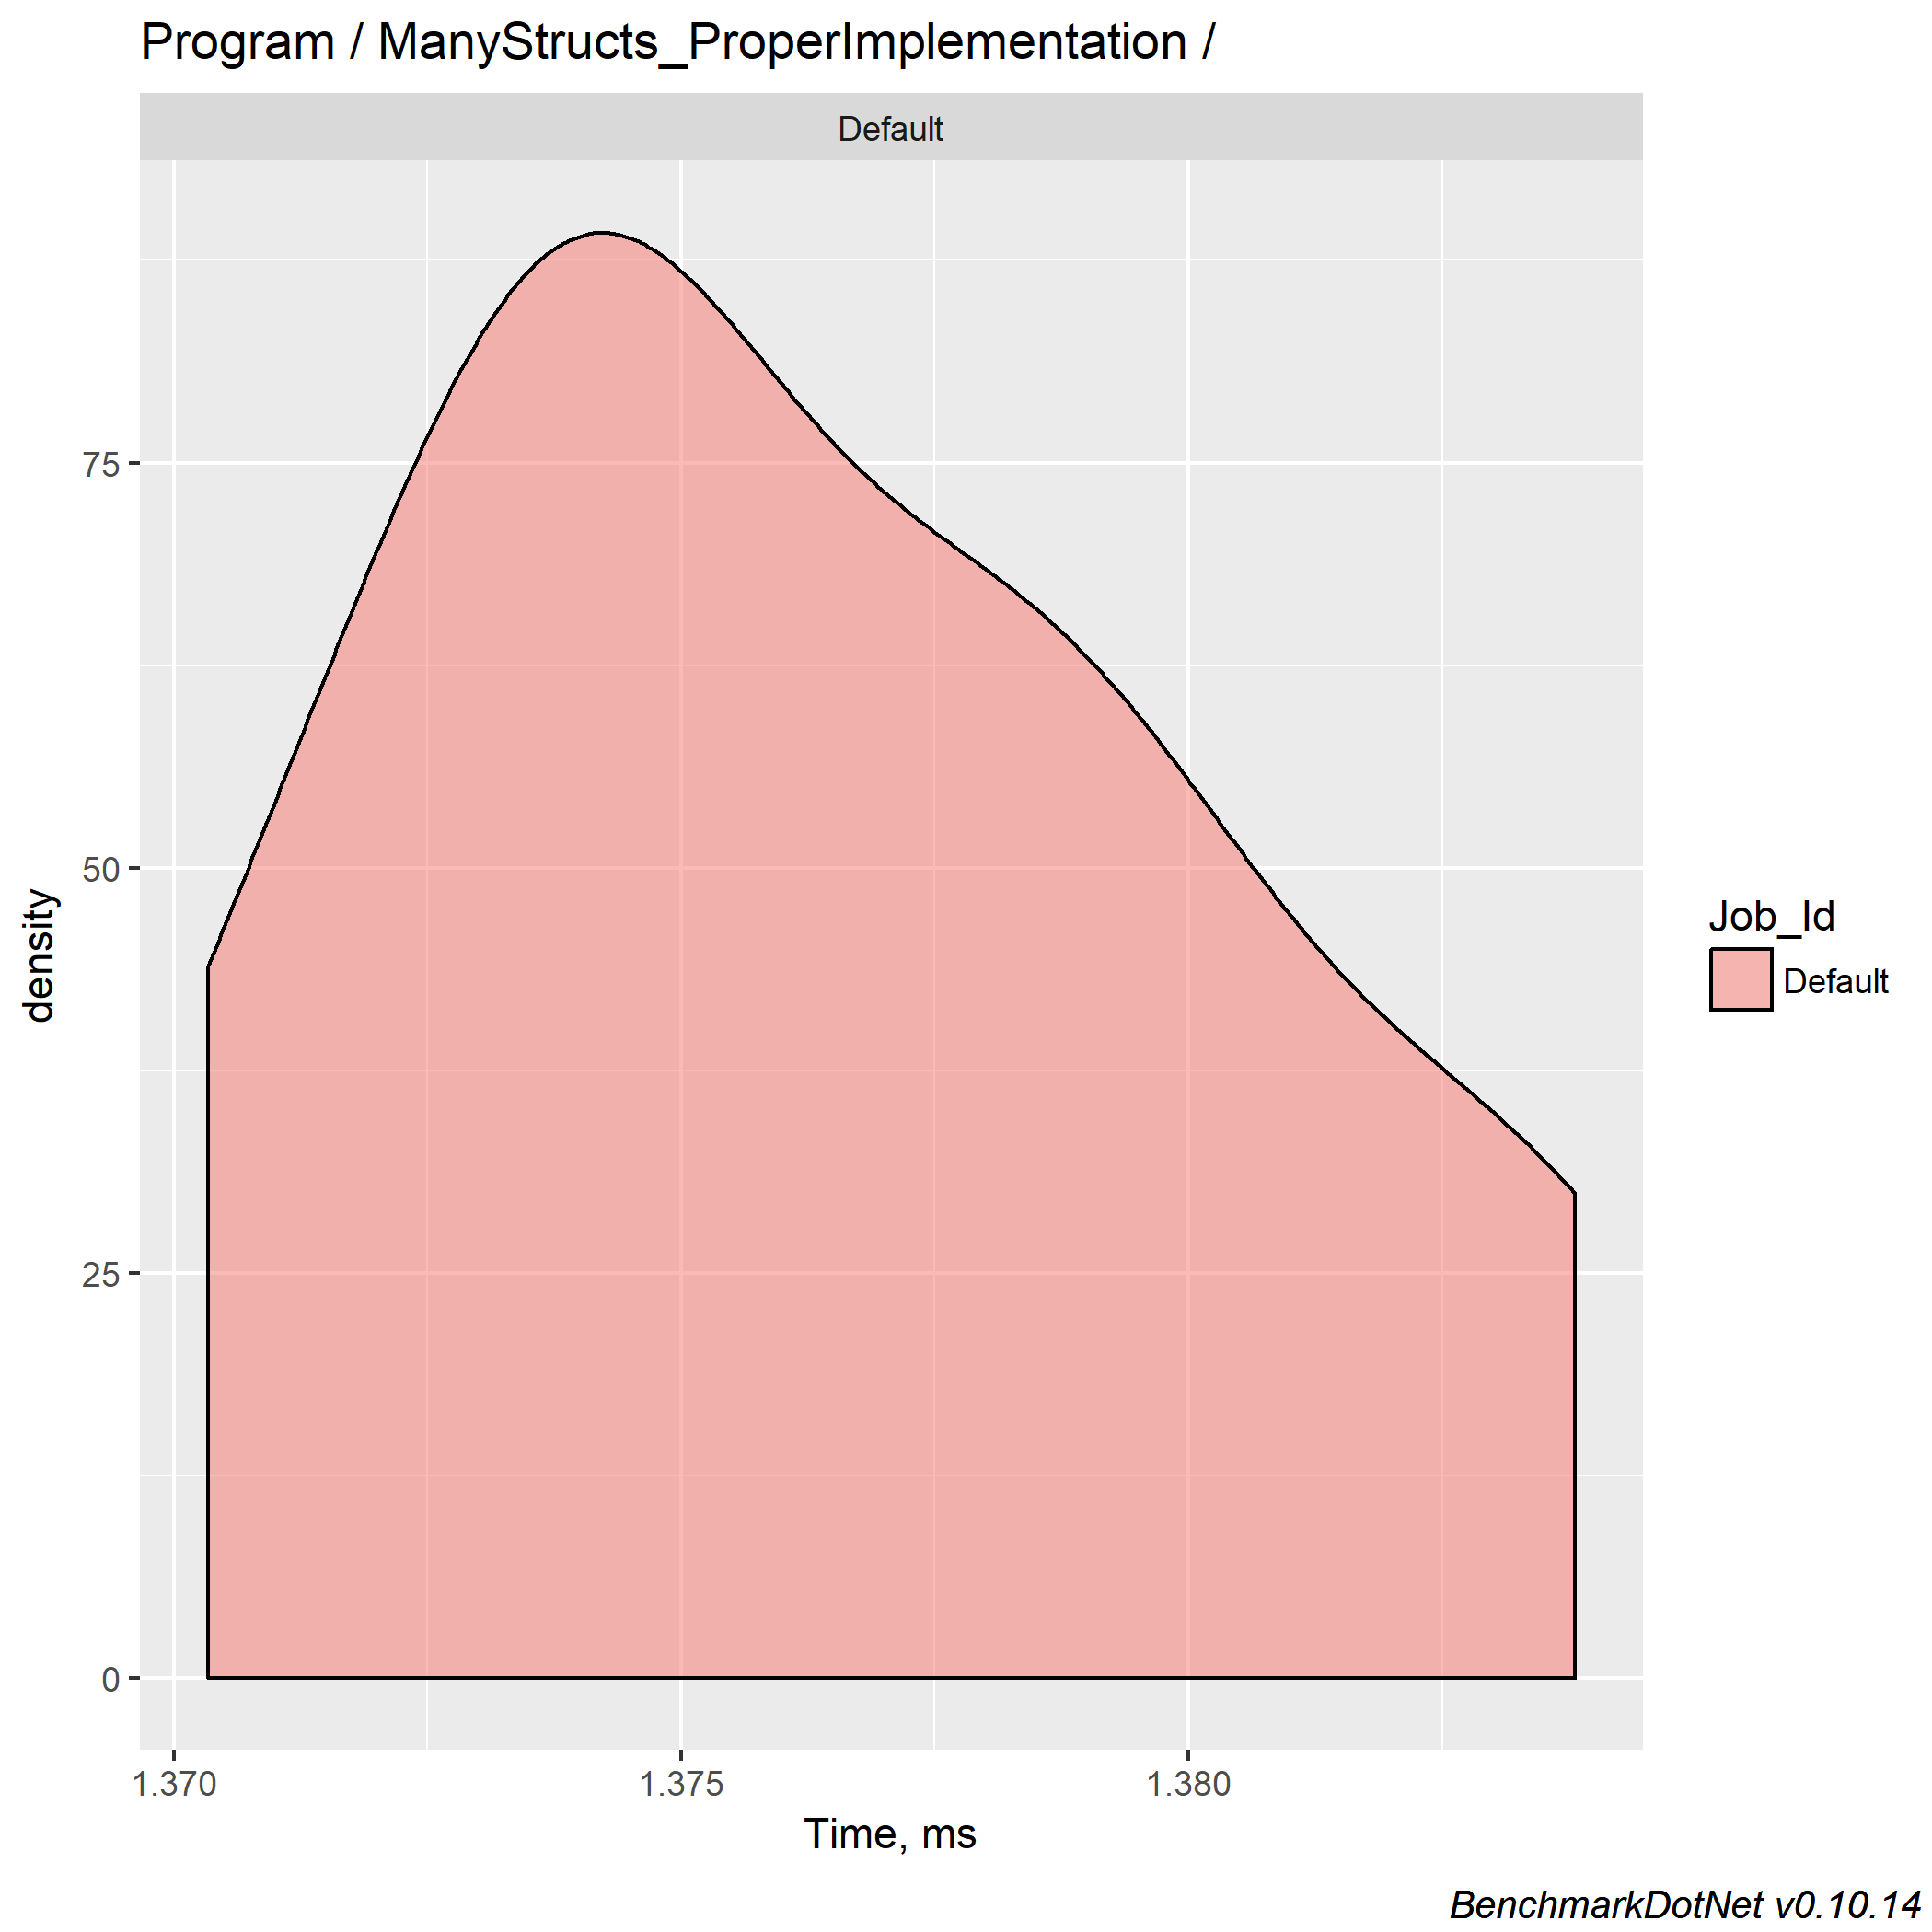 Program / ManyStructs_ProperImplementation /
Default
75
50
25
0
density
1.370 1.375 1.380
Time, ms
Job_Id
Default
BenchmarkDotNet v0.10.14